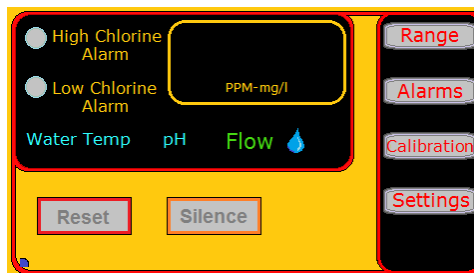 High Chlorine
Alarm
Low Chlorine
Alarm
PPM-mg/l
Water Temp pH Flow
Reset Silence
Range
Alarms
Calibration
Settings